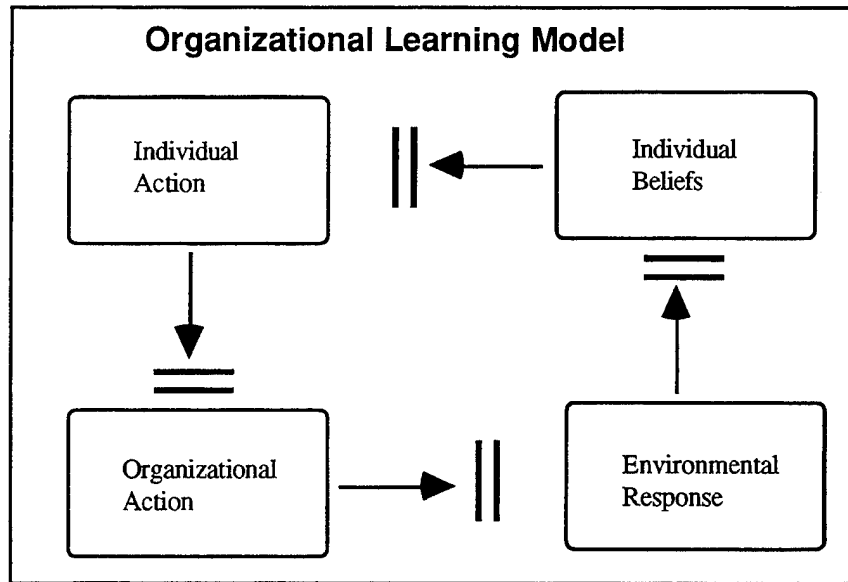 Organizational Learning Model
Individual
Action
Individual
Beliefs
Organizational
Action
Environmental
Response